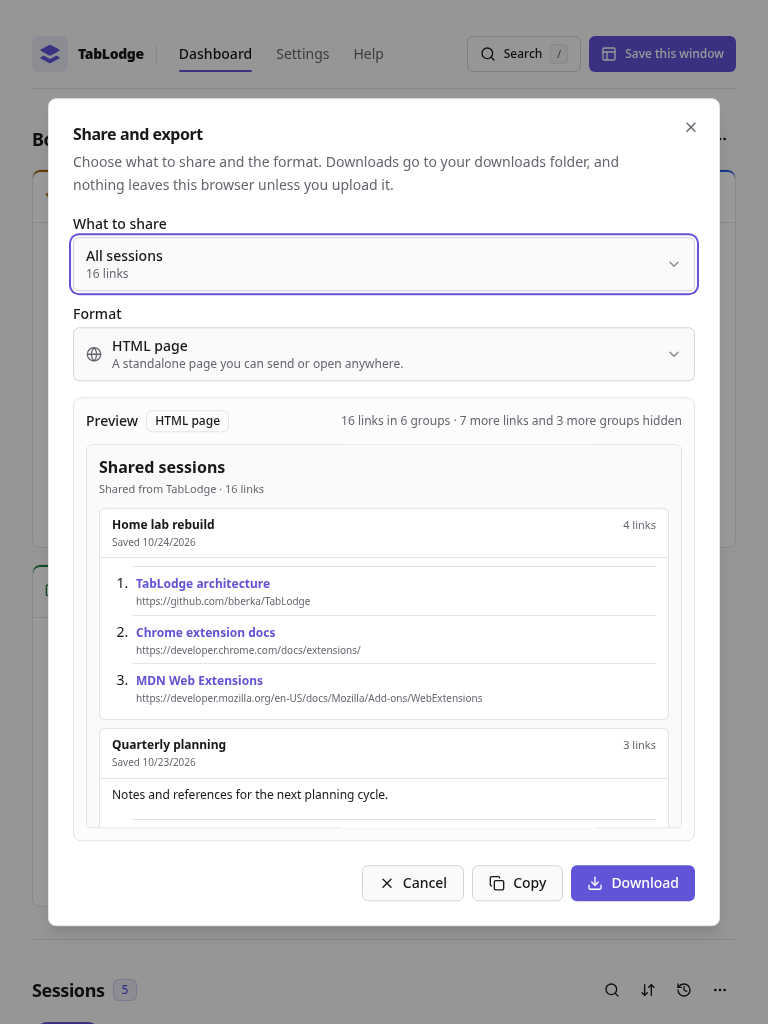 TabLodge
Dashboard
Settings
Help
Search
/
Save this window
Share and export
Choose what to share and the format. Downloads go to your downloads folder, and
nothing leaves this browser unless you upload it.
What to share
All sessions
16 links
Format
HTML page
A standalone page you can send or open anywhere.
Preview
HTML page
16 links in 6 groups · 7 more links and 3 more groups hidden
Shared sessions
Shared from TabLodge · 16 links
Home lab rebuild
4 links
Saved 10/24/2026
1. TabLodge architecture
https://github.com/bberka/TabLodge
2. Chrome extension docs
https://developer.chrome.com/docs/extensions/
3. MDN Web Extensions
https://developer.mozilla.org/en-US/docs/Mozilla/Add-ons/WebExtensions
Quarterly planning
3 links
Saved 10/23/2026
Notes and references for the next planning cycle.
Cancel
Copy
Download
Sessions
5